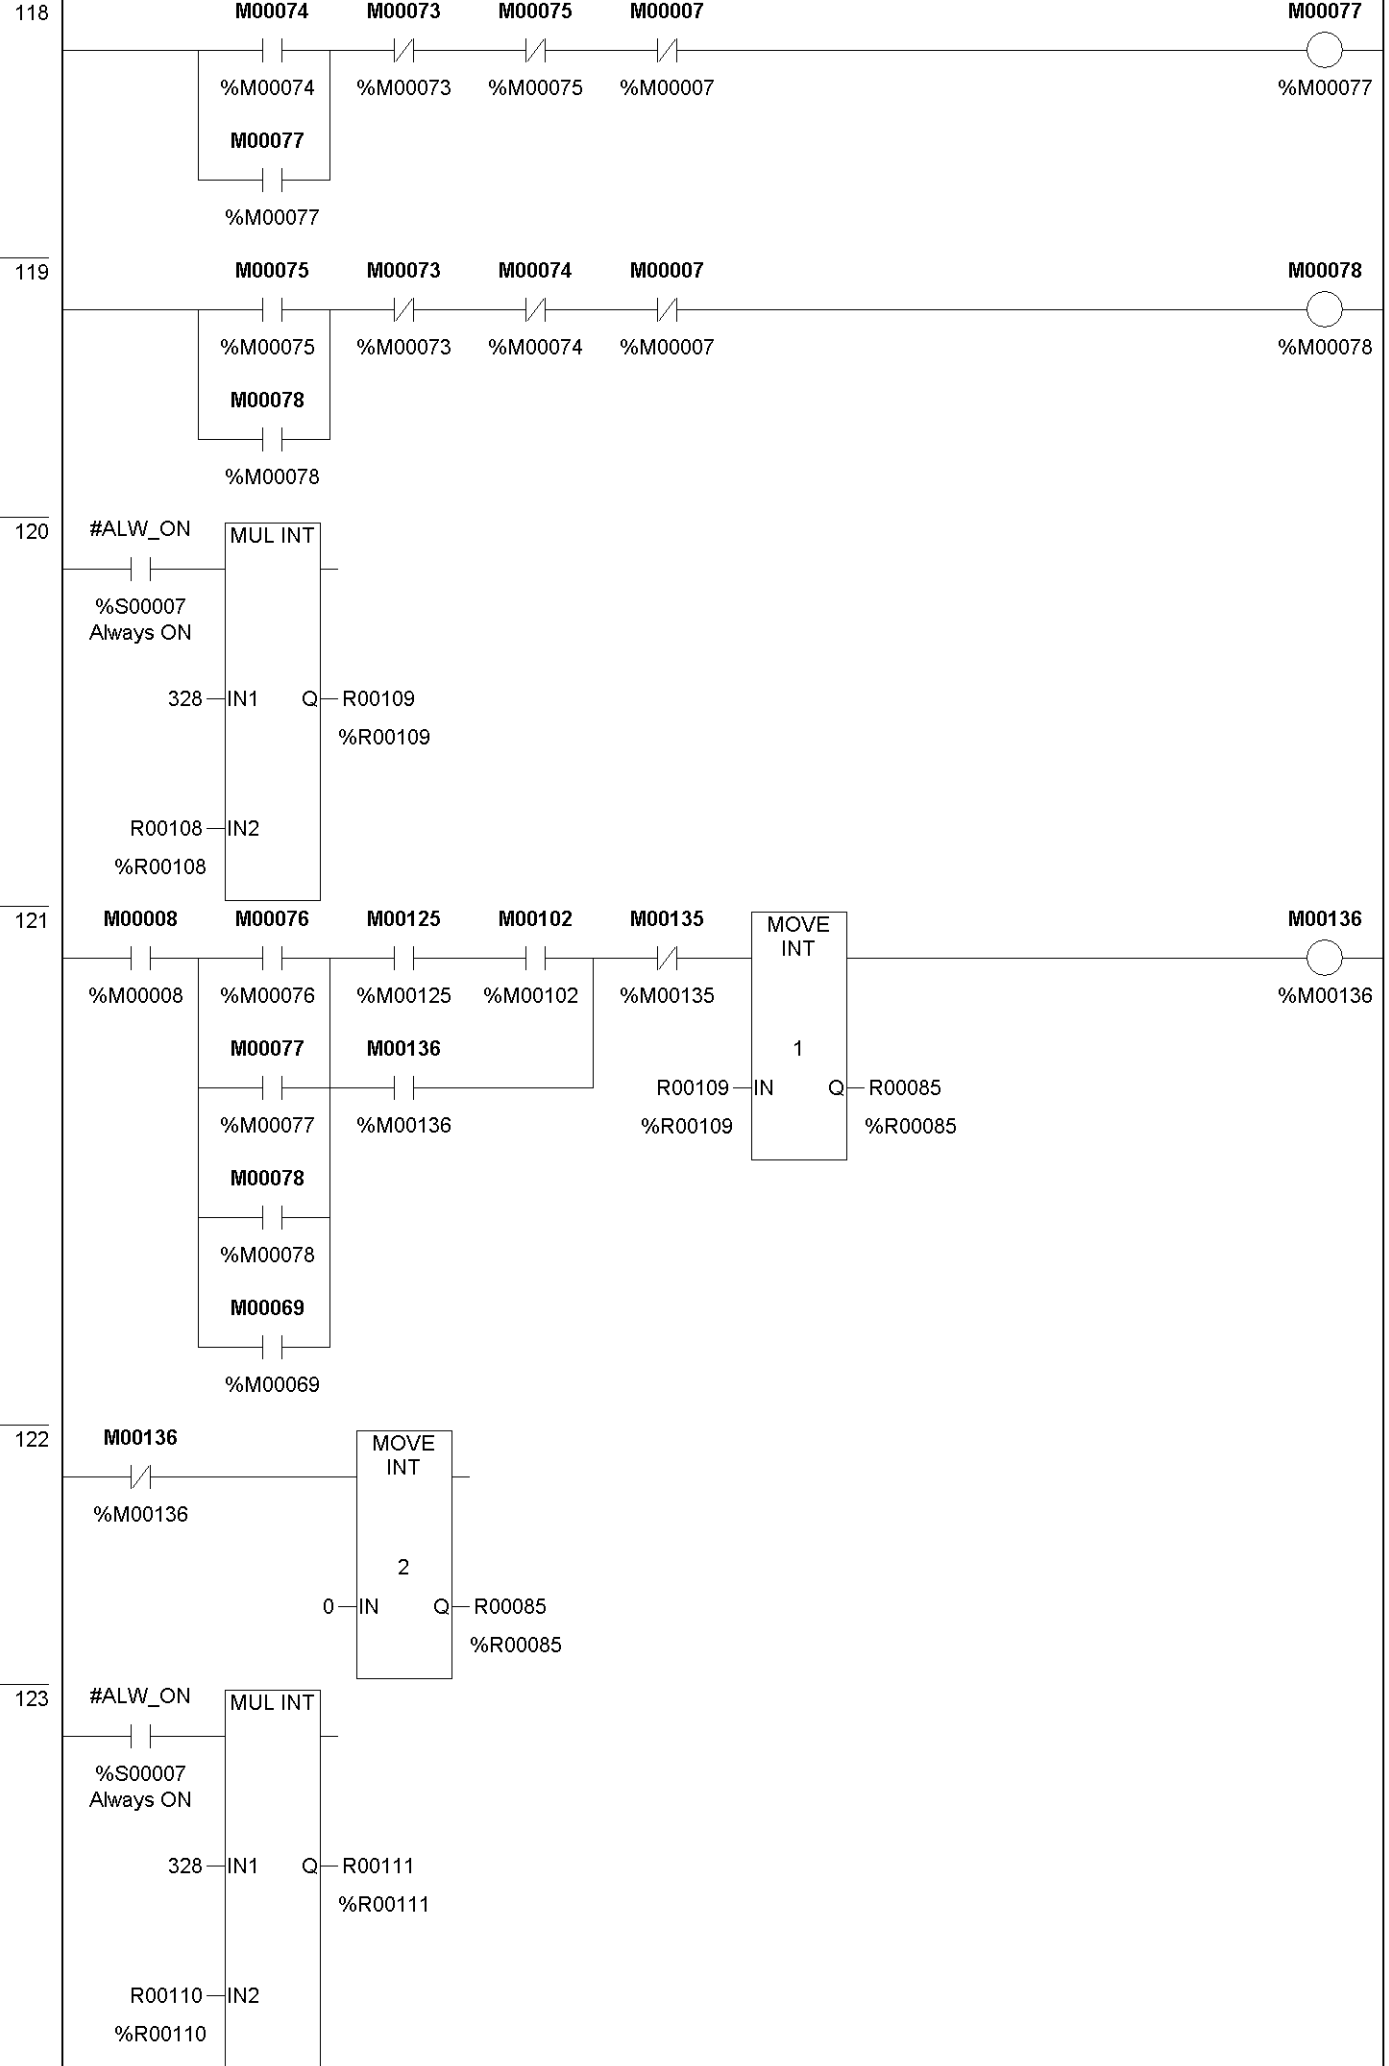 118
M00074 M00073 M00075 M00007 M00077
%M00074 %M00073 %M00075 %M00007 %M00077
M00077
%M00077
119
M00075 M00073 M00074 M00007 M00078
%M00075 %M00073 %M00074 %M00007 %M00078
M00078
%M00078
120
#ALW_ON MUL INT
%S00007
Always ON
328 IN1 Q R00109
%R00109
R00108 IN2
%R00108
121
M00008 M00076 M00125 M00102 M00135 MOVE INT M00136
%M00008 %M00076 %M00125 %M00102 %M00135 %M00136
M00077 M00136 1
R00109 IN Q R00085
%M00077 %M00136 %R00109 %R00085
M00078
%M00078
M00069
%M00069
122
M00136 MOVE INT
%M00136
2
0 IN Q R00085
%R00085
123
#ALW_ON MUL INT
%S00007
Always ON
328 IN1 Q R00111
%R00111
R00110 IN2
%R00110